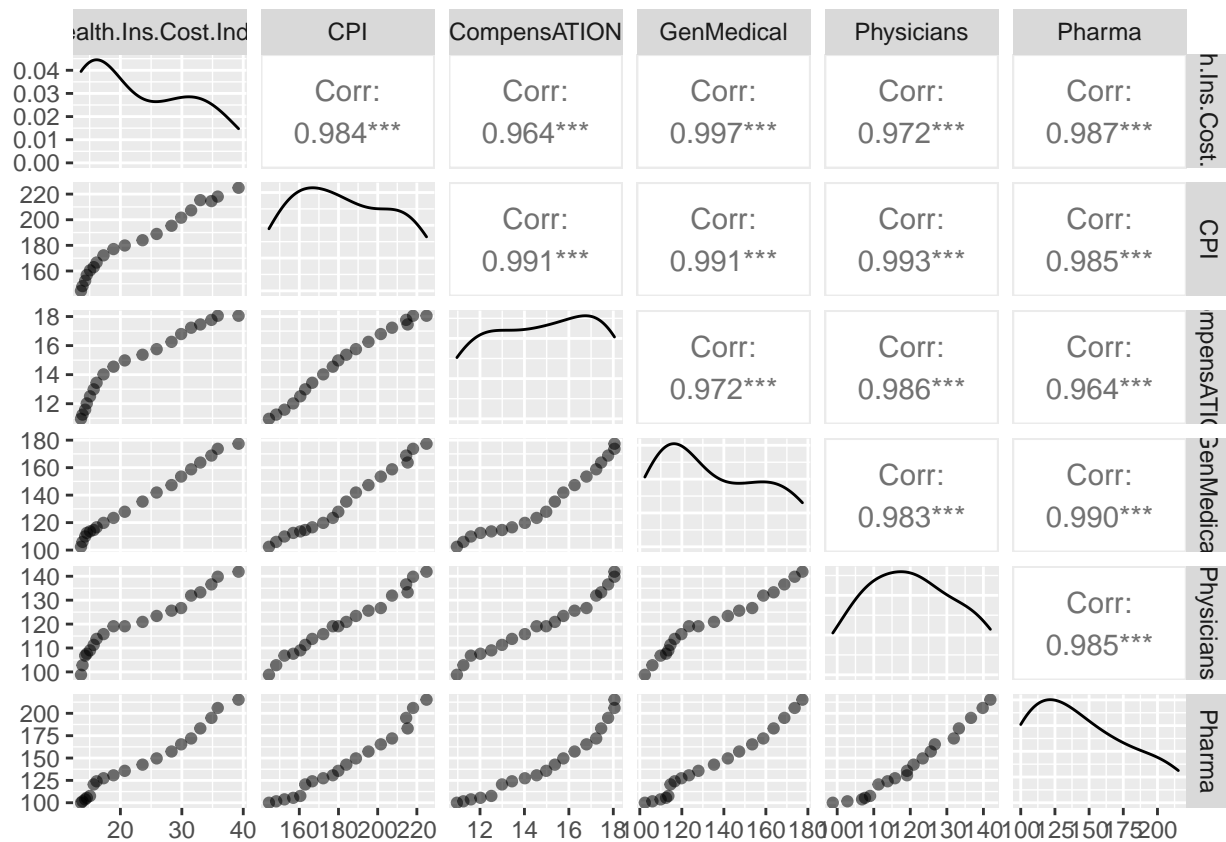 ealth.Ins.Cost.Ind CPI CompensATION GenMedical Physicians Pharma
0.04
0.03
0.02
0.01
0.00
Corr:
0.984***
Corr:
0.964***
Corr:
0.997***
Corr:
0.972***
Corr:
0.987***
h.Ins.Cost.
220
200
180
160
Corr:
0.991***
Corr:
0.991***
Corr:
0.993***
Corr:
0.985***
CPI
18
16
14
12
Corr:
0.972***
Corr:
0.986***
Corr:
0.964***
mpensATIO
180
160
140
120
100
Corr:
0.983***
Corr:
0.990***
GenMedica
140
130
120
110
100
Corr:
0.985***
Physicians
200
175
150
125
100
Pharma
20 30 40 160 180 200 220 12 14 16 18 100 120 140 160 180 100 110 120 130 140 100 125 150 175 200